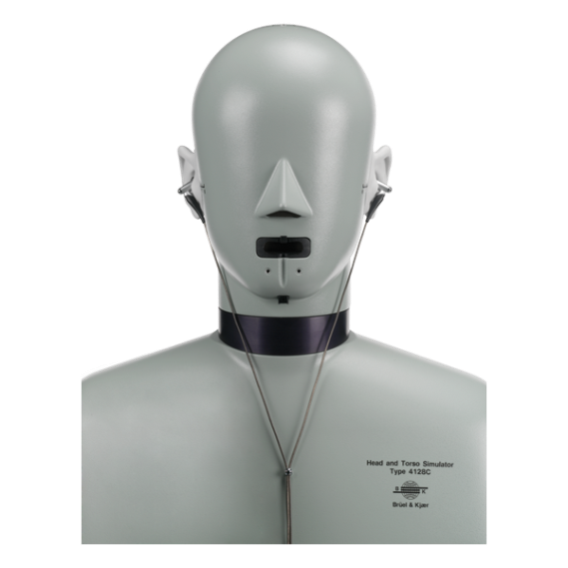 Head and Torso Simulator
Type 4128C
B K
Brüel & Kjær